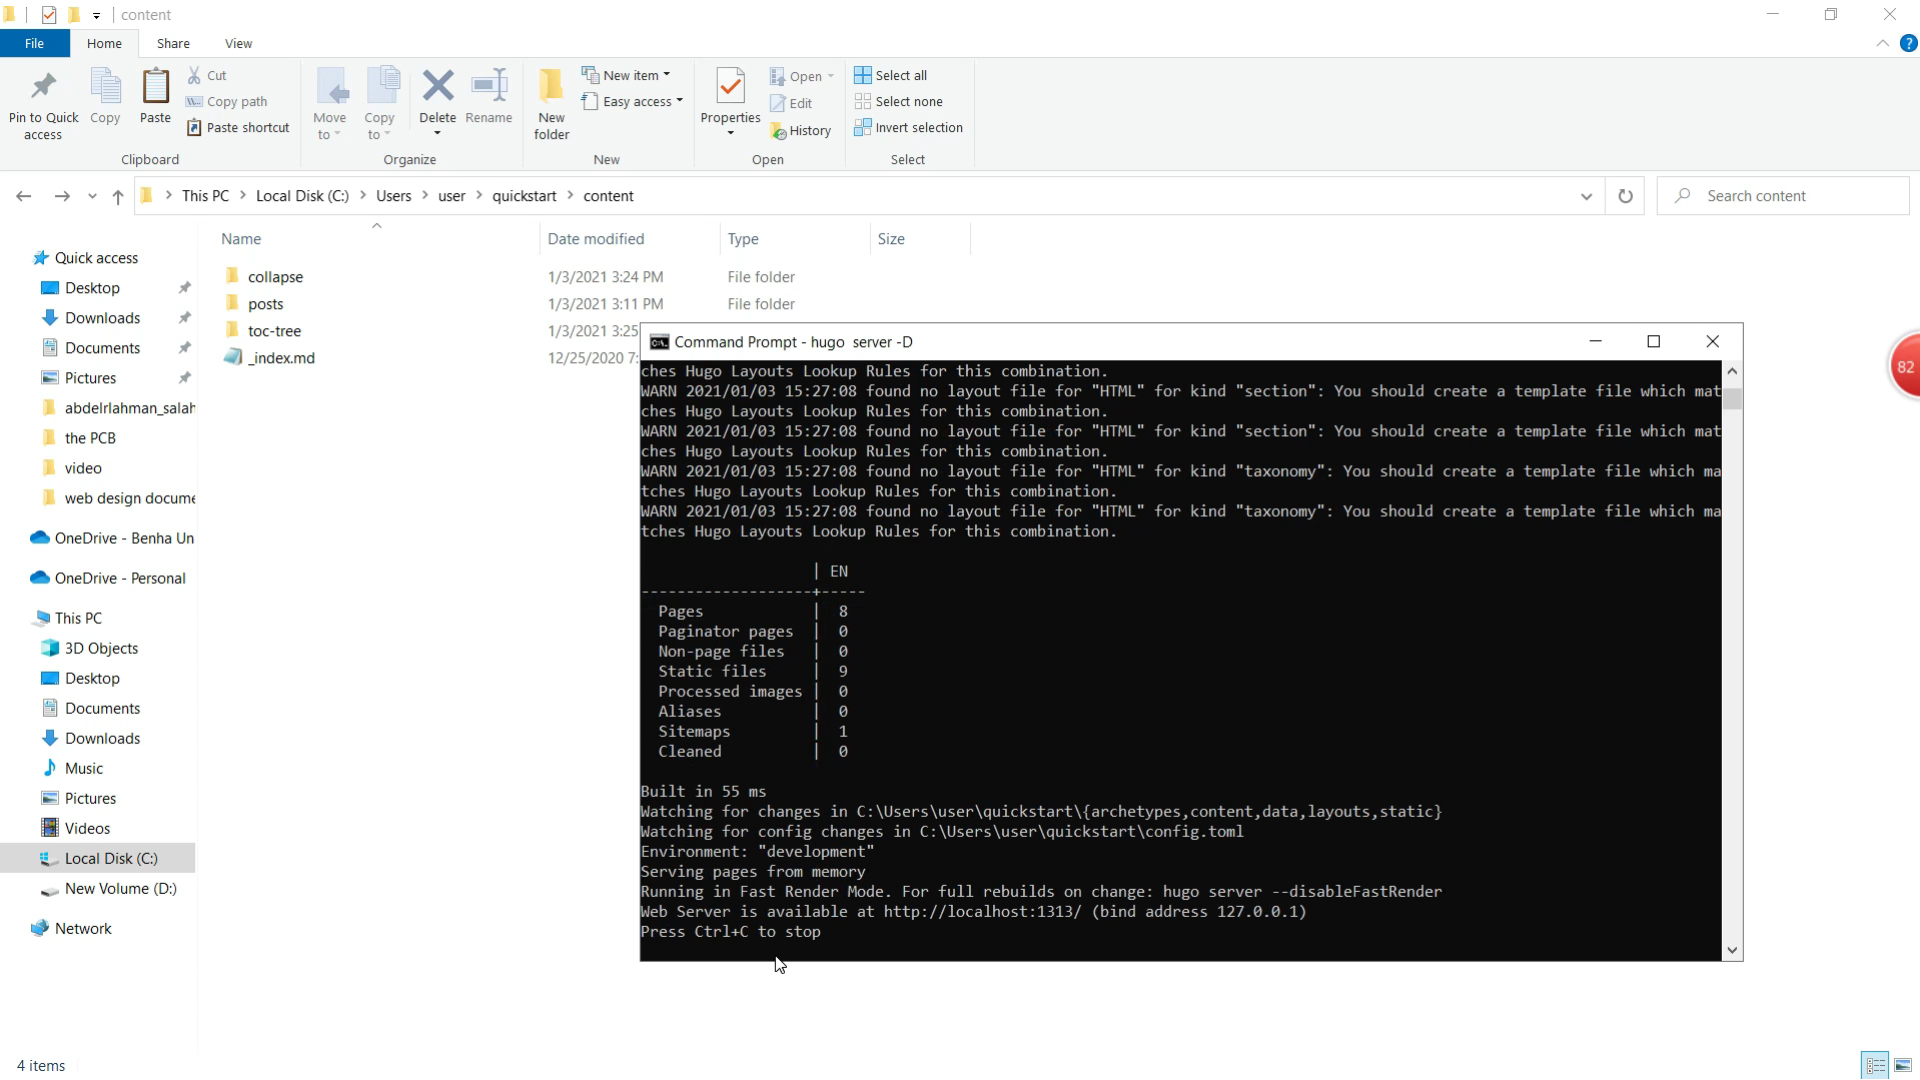 content
File Home Share View
Pin to Quick access
Copy
Paste
Cut
Copy path
Paste shortcut
Clipboard
Move to
Copy to
Delete
Rename
Organize
New folder
New item
Easy access
New
Properties
Open
Edit
History
Open
Select all
Select none
Invert selection
Select
This PC > Local Disk (C:) > Users > user > quickstart > content
Search content
Name Date modified Type Size
collapse 1/3/2021 3:24 PM File folder
posts 1/3/2021 3:11 PM File folder
toc-tree 1/3/2021 3:25
_index.md 12/25/2020 7:
Quick access
Desktop
Downloads
Documents
Pictures
abdelrlahman_salah
the PCB
video
web design docume
OneDrive - Benha Un
OneDrive - Personal
This PC
3D Objects
Desktop
Documents
Downloads
Music
Pictures
Videos
Local Disk (C:)
New Volume (D:)
Network
4 items
82
C:\.
Command Prompt - hugo server -D
ches Hugo Layouts Lookup Rules for this combination.
WARN 2021/01/03 15:27:08 found no layout file for "HTML" for kind "section": You should create a template file which mat
ches Hugo Layouts Lookup Rules for this combination.
WARN 2021/01/03 15:27:08 found no layout file for "HTML" for kind "section": You should create a template file which mat
ches Hugo Layouts Lookup Rules for this combination.
WARN 2021/01/03 15:27:08 found no layout file for "HTML" for kind "taxonomy": You should create a template file which ma
tches Hugo Layouts Lookup Rules for this combination.
WARN 2021/01/03 15:27:08 found no layout file for "HTML" for kind "taxonomy": You should create a template file which ma
tches Hugo Layouts Lookup Rules for this combination.
| EN
-------------------+-----
Pages | 8
Paginator pages | 0
Non-page files | 0
Static files | 9
Processed images | 0
Aliases | 0
Sitemaps | 1
Cleaned | 0
Built in 55 ms
Watching for changes in C:\Users\user\quickstart\{archetypes,content,data,layouts,static}
Watching for config changes in C:\Users\user\quickstart\config.toml
Environment: "development"
Serving pages from memory
Running in Fast Render Mode. For full rebuilds on change: hugo server --disableFastRender
Web Server is available at http://localhost:1313/ (bind address 127.0.0.1)
Press Ctrl+C to stop